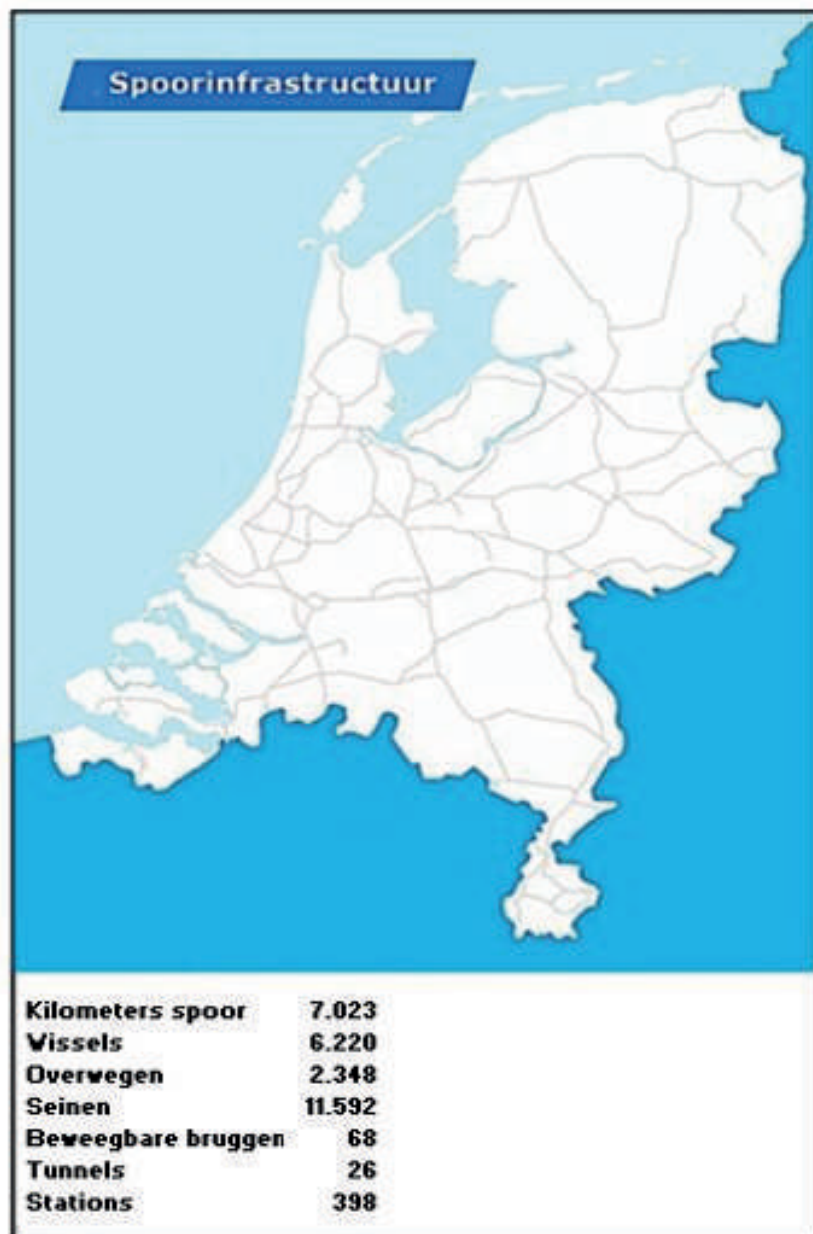 Spoorinfrastructuur
Kilometers spoor 7.023
Wissels 6.220
Overwegen 2.348
Seinen 11.592
Beweegbare bruggen 68
Tunnels 26
Stations 398